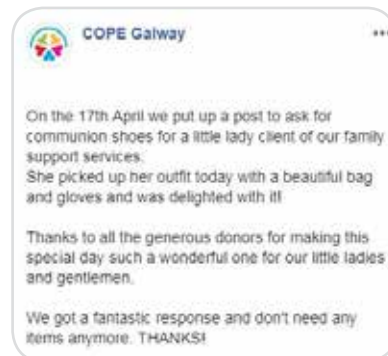 COPE Galway
On the 17th April we put up a post to ask for
communion shoes for a little lady client of our family
support services.
She picked up her outfit today with a beautiful bag
and gloves and was delighted with it!
Thanks to all the generous donors for making this
special day such a wonderful one for our little ladies
and gentlemen.
We got a fantastic response and don't need any
items anymore. THANKS!